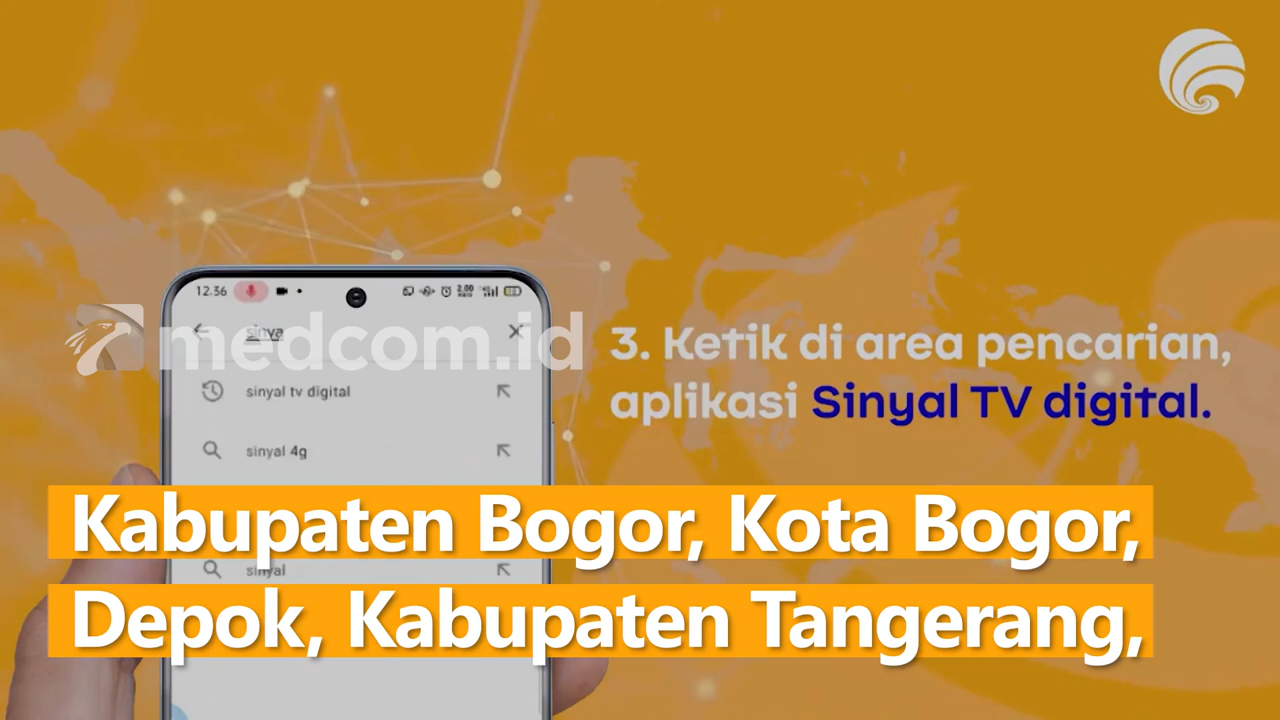 12.36
sinya
medcom.id
sinyal tv digital
sinyal 4g
sinyal
3. Ketik di area pencarian,
aplikasi Sinyal TV digital.
Kabupaten Bogor, Kota Bogor,
Depok, Kabupaten Tangerang,